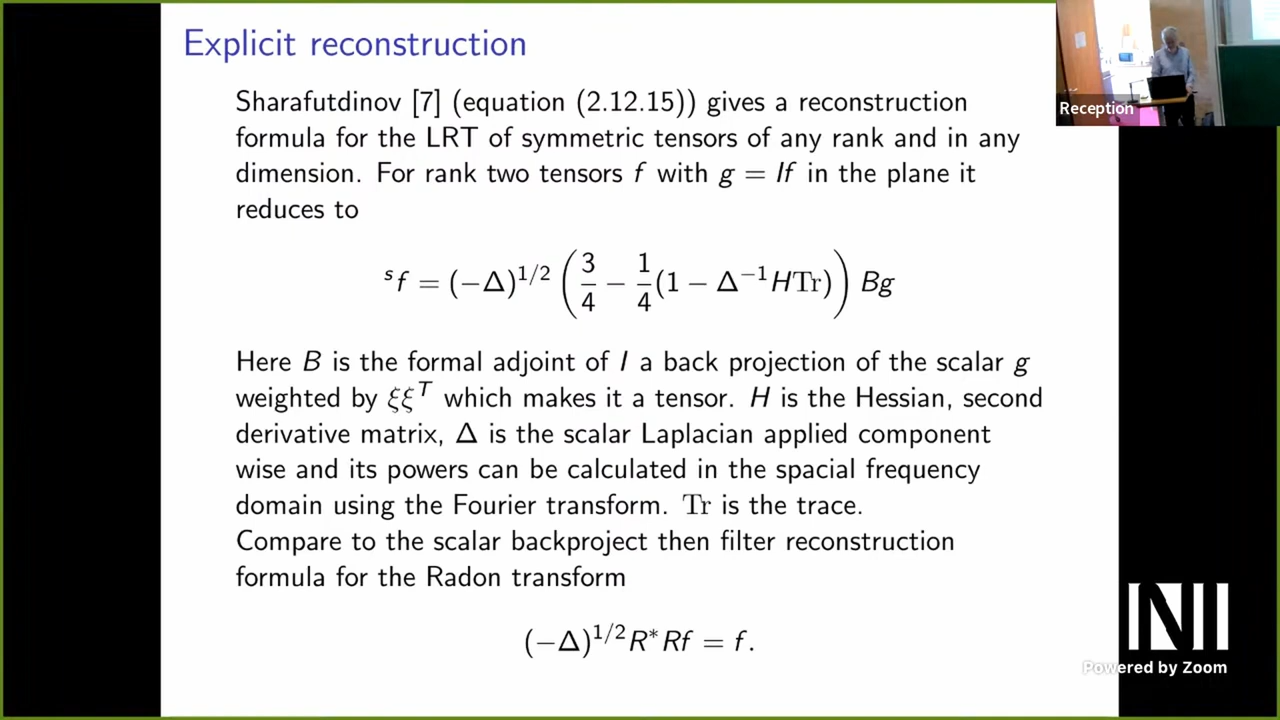 Explicit reconstruction
Sharafutdinov [7] (equation (2.12.15)) gives a reconstruction
formula for the LRT of symmetric tensors of any rank and in any
dimension. For rank two tensors f with g = If in the plane it
reduces to
ˢf = (−Δ)^{1/2} (3/4 − 1/4(1 − Δ⁻¹HTr)) Bg
Here B is the formal adjoint of I a back projection of the scalar g
weighted by ξξᵀ which makes it a tensor. H is the Hessian, second
derivative matrix, Δ is the scalar Laplacian applied component
wise and its powers can be calculated in the spacial frequency
domain using the Fourier transform. Tr is the trace.
Compare to the scalar backproject then filter reconstruction
formula for the Radon transform
(−Δ)^{1/2}R*Rf = f.
Reception
NI
Powered by Zoom